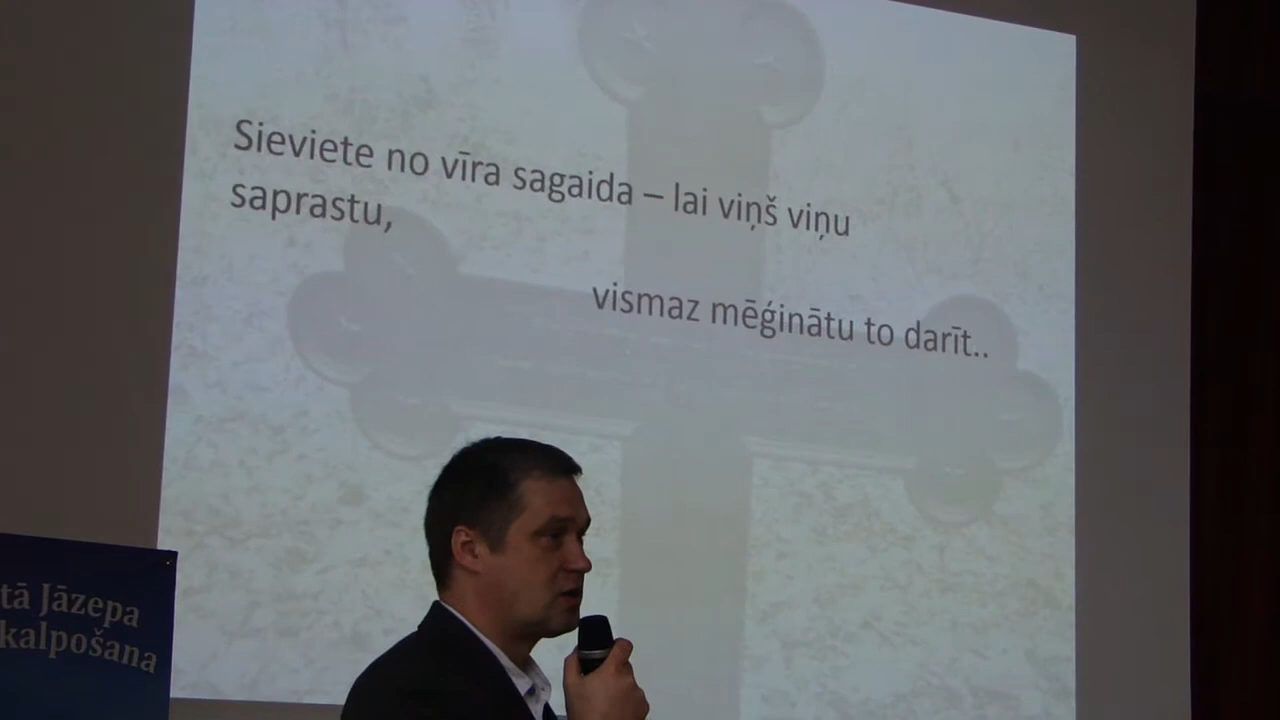 Sieviete no vīra sagaida – lai viņš viņu
saprastu,
vismaz mēģinātu to darīt..
tā Jāzepa
kalpošana